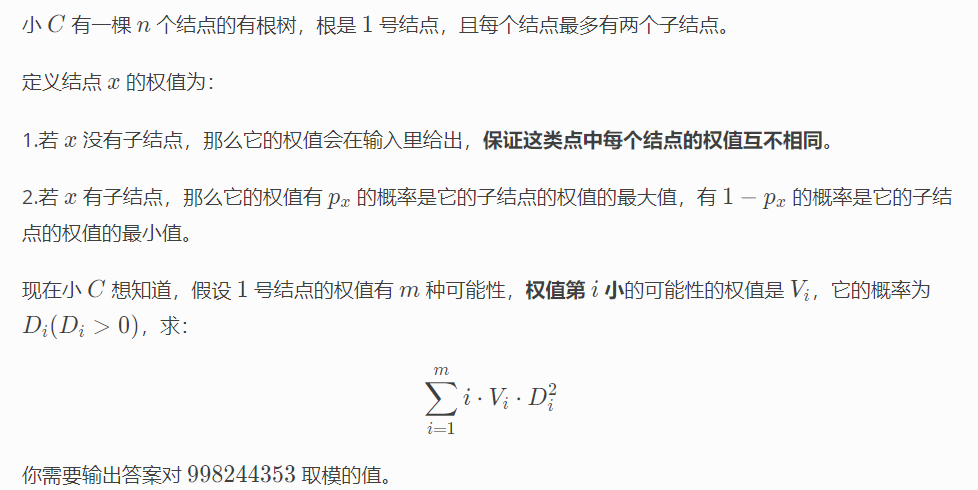 小 C 有一棵 n 个结点的有根树，根是 1 号结点，且每个结点最多有两个子结点。
定义结点 x 的权值为：
1.若 x 没有子结点，那么它的权值会在输入里给出，保证这类点中每个结点的权值互不相同。
2.若 x 有子结点，那么它的权值有 p_x 的概率是它的子结点的权值的最大值，有 1 − p_x 的概率是它的子结
点的权值的最小值。
现在小 C 想知道，假设 1 号结点的权值有 m 种可能性，权值第 i 小的可能性的权值是 V_i，它的概率为
D_i(D_i > 0)，求：
\sum_{i=1}^{m} i \cdot V_i \cdot D_i^2
你需要输出答案对 998244353 取模的值。